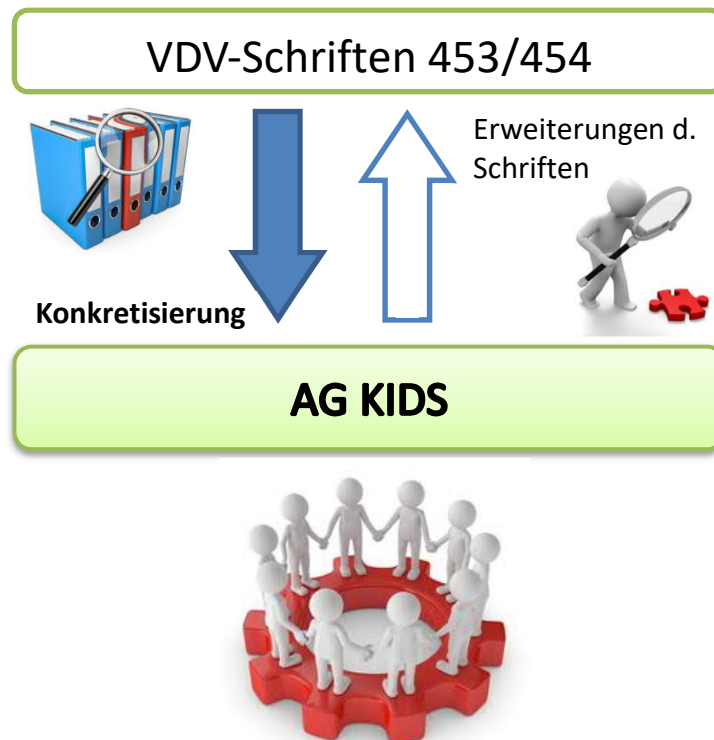 VDV-Schriften 453/454
Erweiterungen d.
Schriften
Konkretisierung
AG KIDS